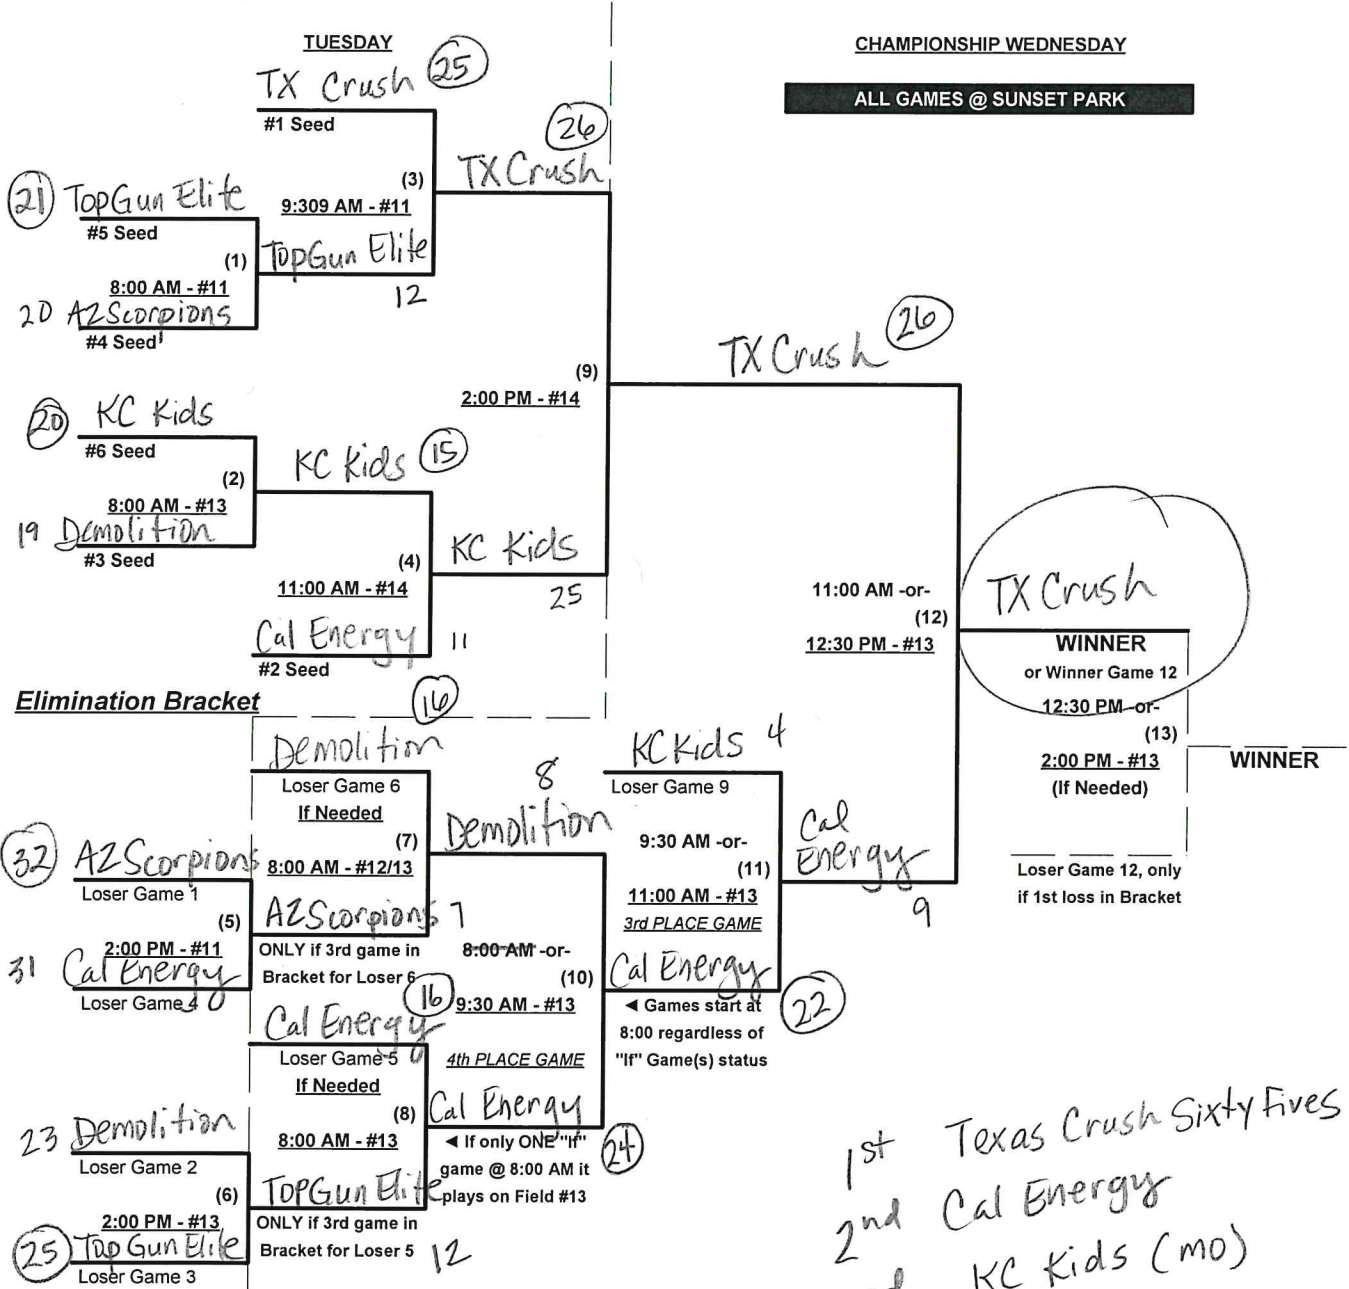 TUESDAY
CHAMPIONSHIP WEDNESDAY
TX Crush 25
#1 Seed
ALL GAMES @ SUNSET PARK
26
TX Crush
(3)
9:309 AM - #11
21 TopGun Elite
#5 Seed
(1)
TopGun Elite
8:00 AM - #11
12
20 AZ Scorpions
#4 Seed
TX Crush 26
(9)
2:00 PM - #14
20 KC Kids
#6 Seed
KC Kids 15
(2)
8:00 AM - #13
19 Demolition
#3 Seed
KC Kids
(4)
25
11:00 AM - #14
Cal Energy 11
#2 Seed
11:00 AM -or-
(12)
12:30 PM - #13
TX Crush
WINNER
or Winner Game 12
12:30 PM -or-
(13)
2:00 PM - #13
(If Needed)
WINNER
Loser Game 12, only
if 1st loss in Bracket
Elimination Bracket
16
Demolition
Loser Game 6
If Needed
(7)
8:00 AM - #12/13
8
Demolition
KC Kids 4
Loser Game 9
9:30 AM -or-
(11)
11:00 AM - #13
3rd PLACE GAME
Cal
Energy
9
32 AZ Scorpions
Loser Game 1
(5)
2:00 PM - #11
31 Cal Energy
Loser Game 4
AZ Scorpions 7
ONLY if 3rd game in
Bracket for Loser 6
8:00 AM -or-
(10)
9:30 AM - #13
4th PLACE GAME
Cal Energy
22
◄ Games start at
8:00 regardless of
"If" Game(s) status
16
Cal Energy
Loser Game 5
If Needed
(8)
8:00 AM - #13
Cal Energy
24
◄ If only ONE "If"
game @ 8:00 AM it
plays on Field #13
23 Demolition
Loser Game 2
(6)
2:00 PM - #13
25 Top Gun Elite
Loser Game 3
TOPGun Elite
ONLY if 3rd game in
Bracket for Loser 5
12
1st Texas Crush Sixty Fives
2nd Cal Energy
KC Kids (MO)